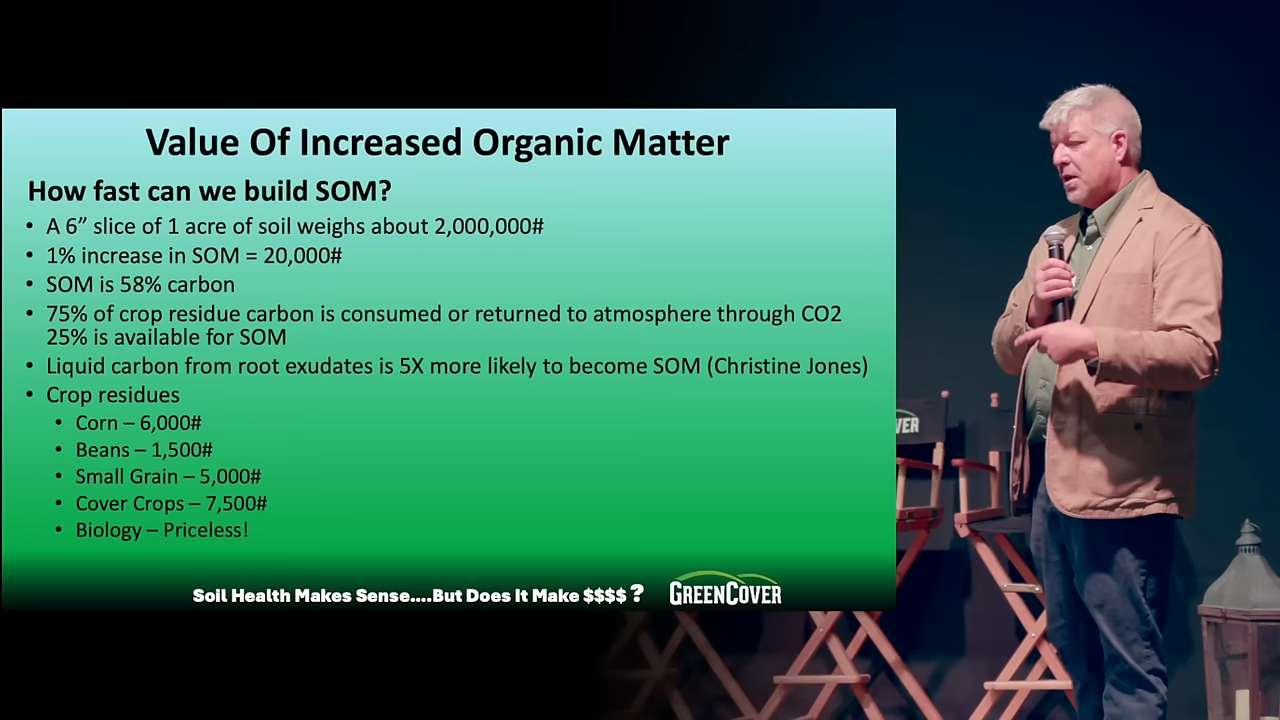 Value Of Increased Organic Matter
How fast can we build SOM?
• A 6” slice of 1 acre of soil weighs about 2,000,000#
• 1% increase in SOM = 20,000#
• SOM is 58% carbon
• 75% of crop residue carbon is consumed or returned to atmosphere through CO2
25% is available for SOM
• Liquid carbon from root exudates is 5X more likely to become SOM (Christine Jones)
• Crop residues
• Corn – 6,000#
• Beans – 1,500#
• Small Grain – 5,000#
• Cover Crops – 7,500#
• Biology – Priceless!
Soil Health Makes Sense....But Does It Make $$$$ ?
GREENCOVER
VER